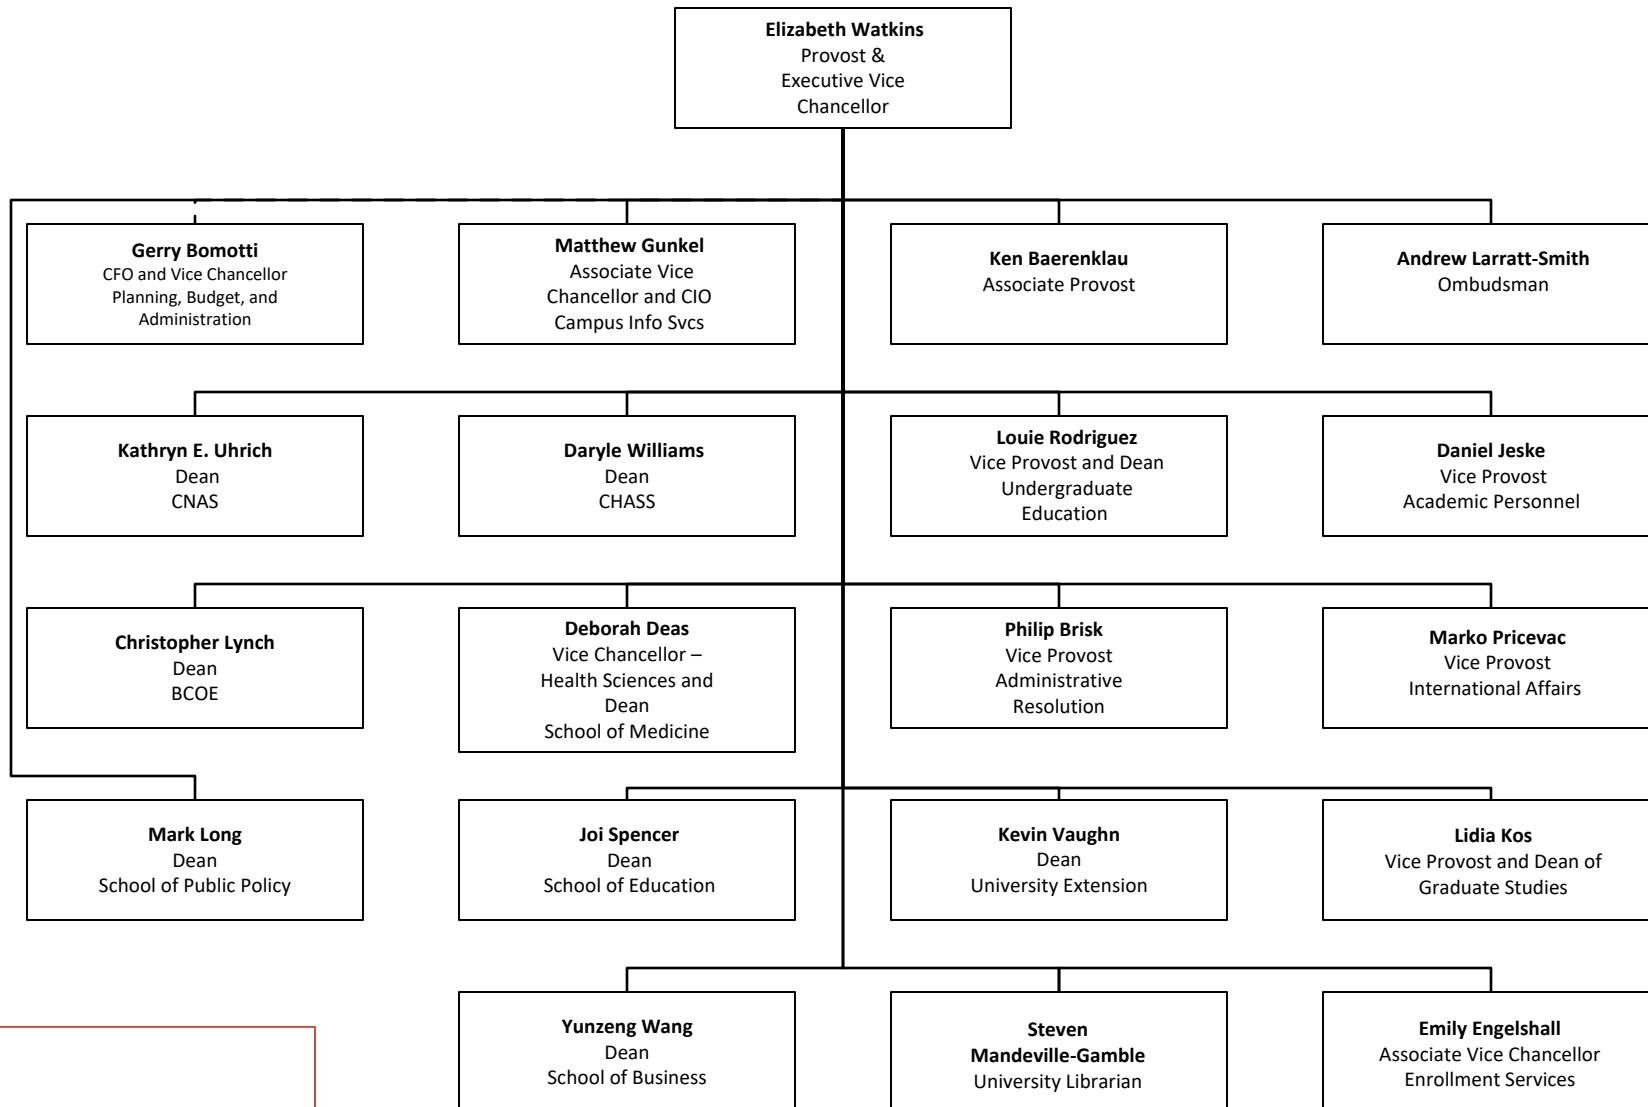 Elizabeth Watkins
Provost &
Executive Vice
Chancellor
Gerry Bomotti
CFO and Vice Chancellor
Planning, Budget, and
Administration
Matthew Gunkel
Associate Vice
Chancellor and CIO
Campus Info Svcs
Ken Baerenklau
Associate Provost
Andrew Larratt-Smith
Ombudsman
Kathryn E. Uhrich
Dean
CNAS
Daryle Williams
Dean
CHASS
Louie Rodriguez
Vice Provost and Dean
Undergraduate
Education
Daniel Jeske
Vice Provost
Academic Personnel
Christopher Lynch
Dean
BCOE
Deborah Deas
Vice Chancellor –
Health Sciences and
Dean
School of Medicine
Philip Brisk
Vice Provost
Administrative
Resolution
Marko Pricevac
Vice Provost
International Affairs
Mark Long
Dean
School of Public Policy
Joi Spencer
Dean
School of Education
Kevin Vaughn
Dean
University Extension
Lidia Kos
Vice Provost and Dean of
Graduate Studies
Yunzeng Wang
Dean
School of Business
Steven
Mandeville-Gamble
University Librarian
Emily Engelshall
Associate Vice Chancellor
Enrollment Services